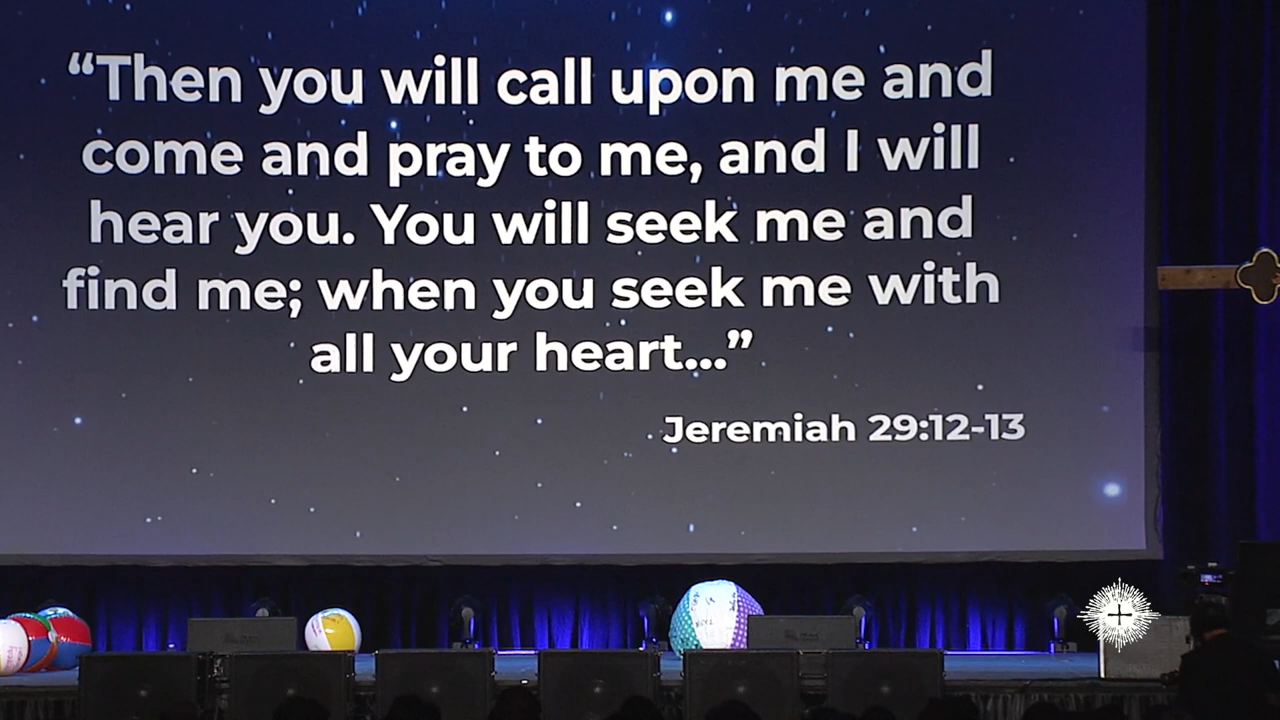 “Then you will call upon me and
come and pray to me, and I will
hear you. You will seek me and
find me; when you seek me with
all your heart...”
Jeremiah 29:12-13